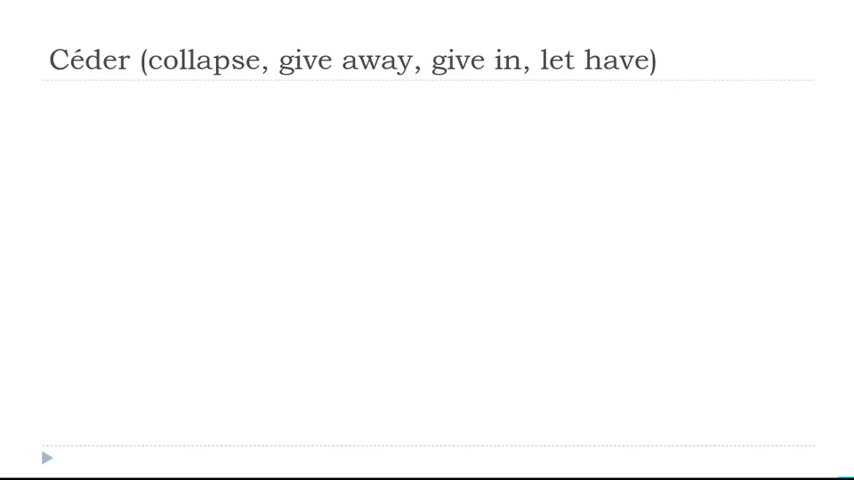 Céder (collapse, give away, give in, let have)